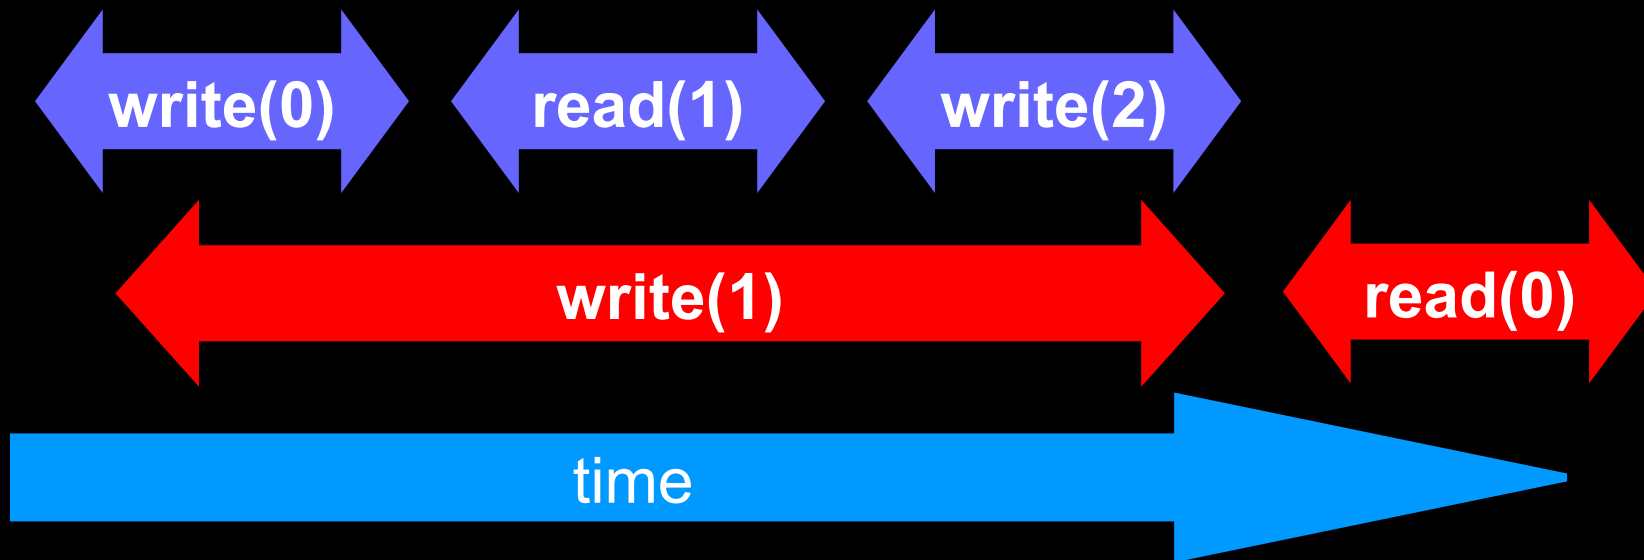 write(0) read(1) write(2)
write(1) read(0)
time